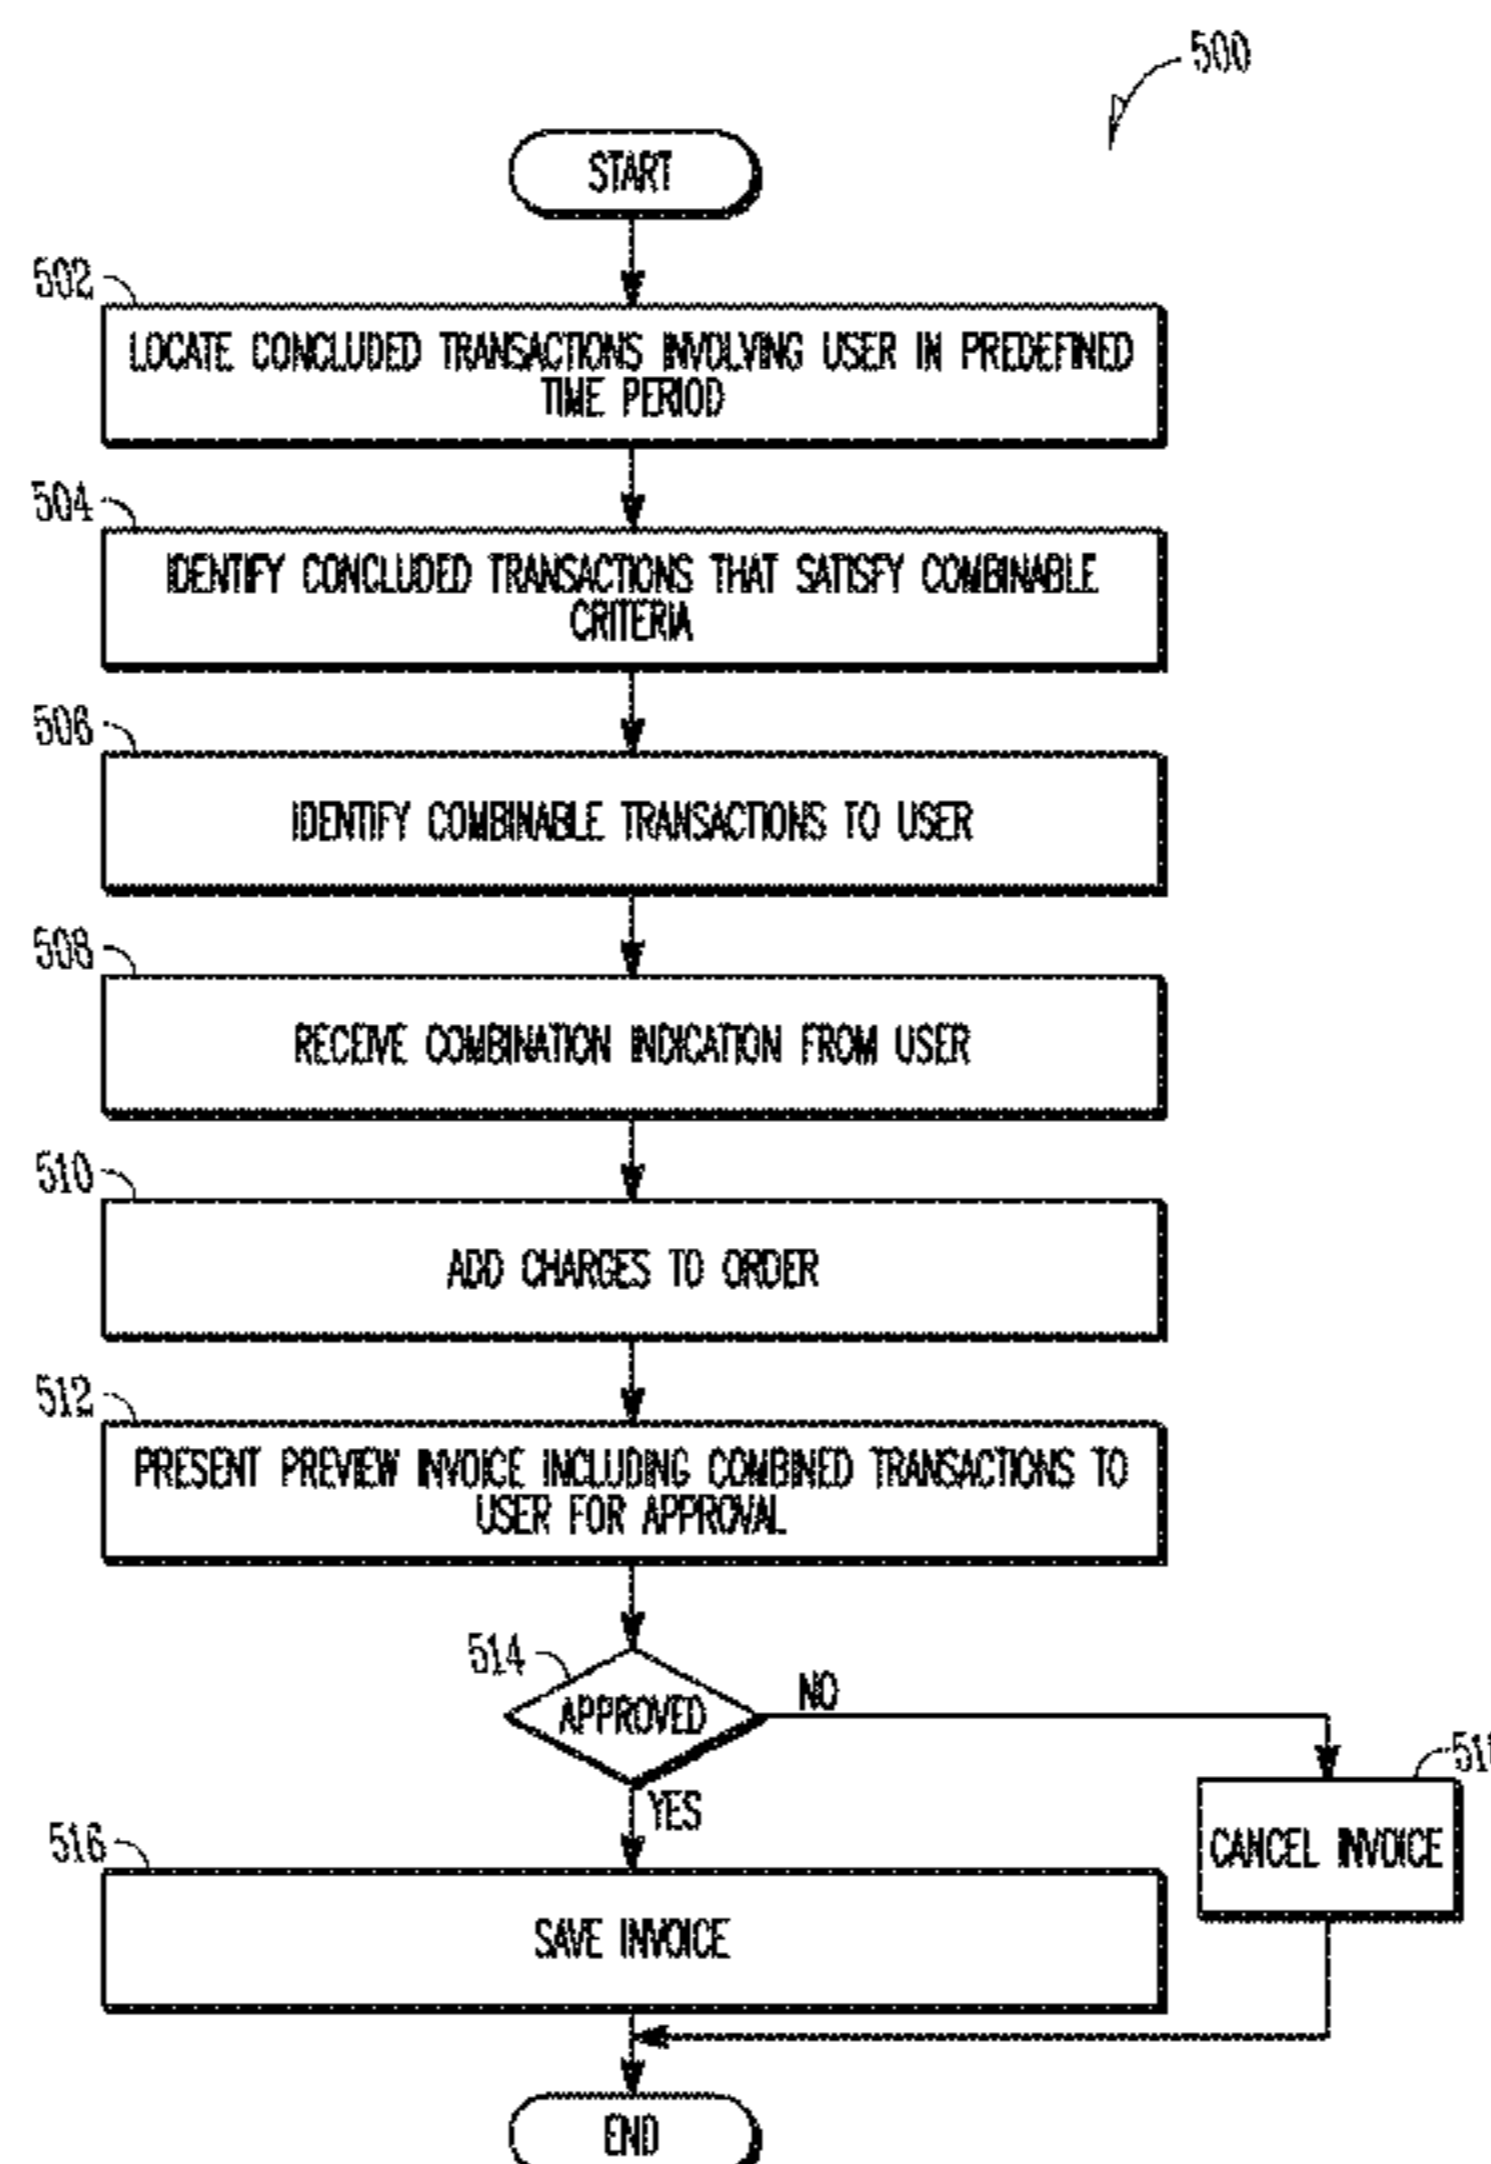 500
START
502
LOCATE CONCLUDED TRANSACTIONS INVOLVING USER IN PREDEFINED
TIME PERIOD
504
IDENTIFY CONCLUDED TRANSACTIONS THAT SATISFY COMBINABLE
CRITERIA
506
IDENTIFY COMBINABLE TRANSACTIONS TO USER
508
RECEIVE COMBINATION INDICATION FROM USER
510
ADD CHARGES TO ORDER
512
PRESENT PREVIEW INVOICE INCLUDING COMBINED TRANSACTIONS TO
USER FOR APPROVAL
514
APPROVED
NO
YES
CANCEL INVOICE
516
SAVE INVOICE
END